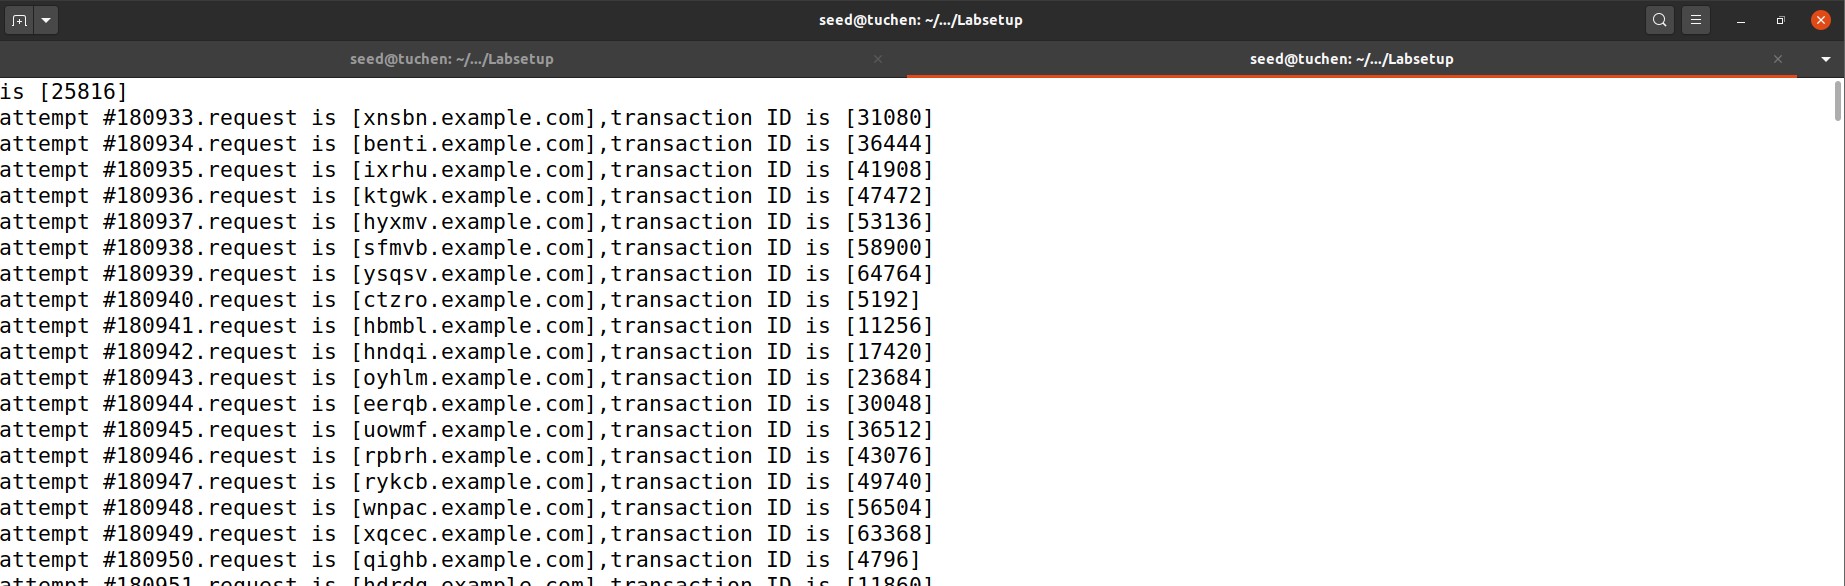 seed@tuchen: ~/.../Labsetup
seed@tuchen: ~/.../Labsetup
seed@tuchen: ~/.../Labsetup
is [25816]
attempt #180933.request is [xnsbn.example.com],transaction ID is [31080]
attempt #180934.request is [benti.example.com],transaction ID is [36444]
attempt #180935.request is [ixrhu.example.com],transaction ID is [41908]
attempt #180936.request is [ktgwk.example.com],transaction ID is [47472]
attempt #180937.request is [hyxmv.example.com],transaction ID is [53136]
attempt #180938.request is [sfmvb.example.com],transaction ID is [58900]
attempt #180939.request is [ysqsv.example.com],transaction ID is [64764]
attempt #180940.request is [ctzro.example.com],transaction ID is [5192]
attempt #180941.request is [hbmbl.example.com],transaction ID is [11256]
attempt #180942.request is [hndqi.example.com],transaction ID is [17420]
attempt #180943.request is [oyhlm.example.com],transaction ID is [23684]
attempt #180944.request is [eerqb.example.com],transaction ID is [30048]
attempt #180945.request is [uowmf.example.com],transaction ID is [36512]
attempt #180946.request is [rpbrh.example.com],transaction ID is [43076]
attempt #180947.request is [rykcb.example.com],transaction ID is [49740]
attempt #180948.request is [wnpac.example.com],transaction ID is [56504]
attempt #180949.request is [xqcec.example.com],transaction ID is [63368]
attempt #180950.request is [qighb.example.com],transaction ID is [4796]
attempt #180951.request is transaction ID is [11860]